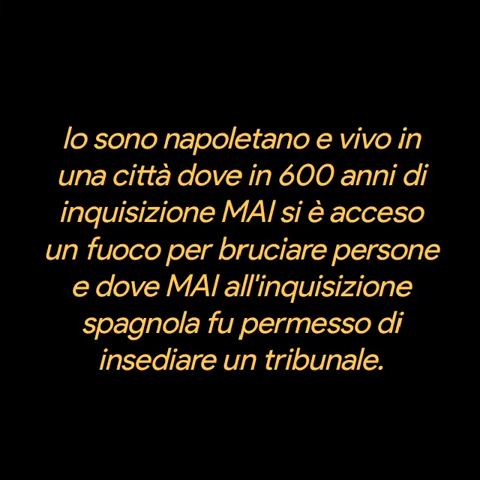 Io sono napoletano e vivo in
una città dove in 600 anni di
inquisizione MAI si è acceso
un fuoco per bruciare persone
e dove MAI all'inquisizione
spagnola fu permesso di
insediare un tribunale.